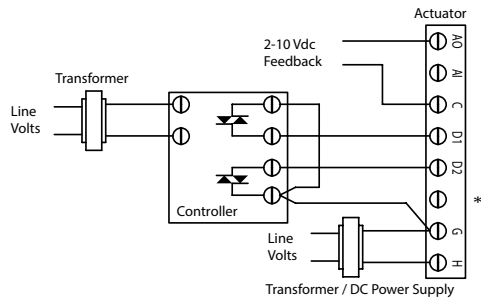 Actuator
2-10 Vdc
Feedback
AO
AI
C
D1
D2
*
G
H
Transformer
Line
Volts
Controller
Line
Volts
Transformer / DC Power Supply